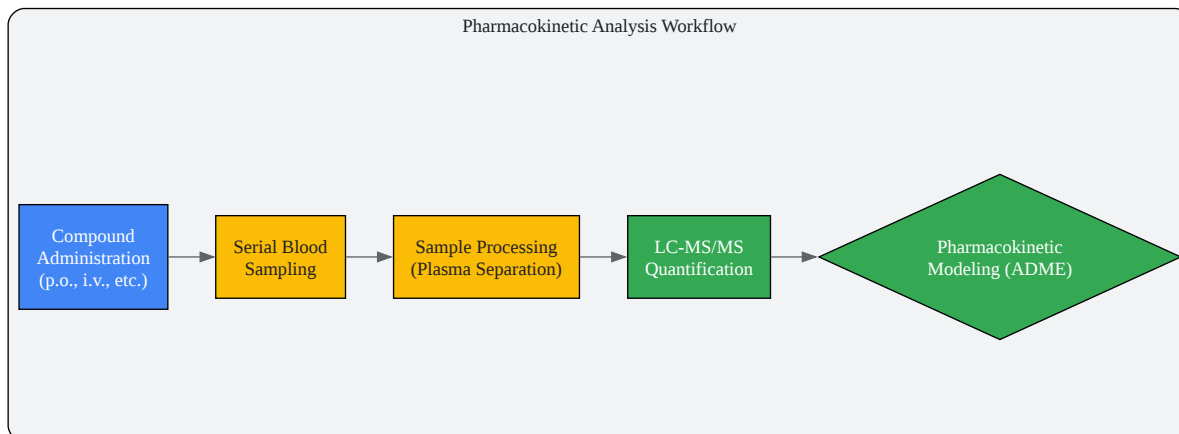 Pharmacokinetic Analysis Workflow
Compound
Administration
(p.o., i.v., etc.)
Serial Blood
Sampling
Sample Processing
(Plasma Separation)
LC-MS/MS
Quantification
Pharmacokinetic
Modeling (ADME)